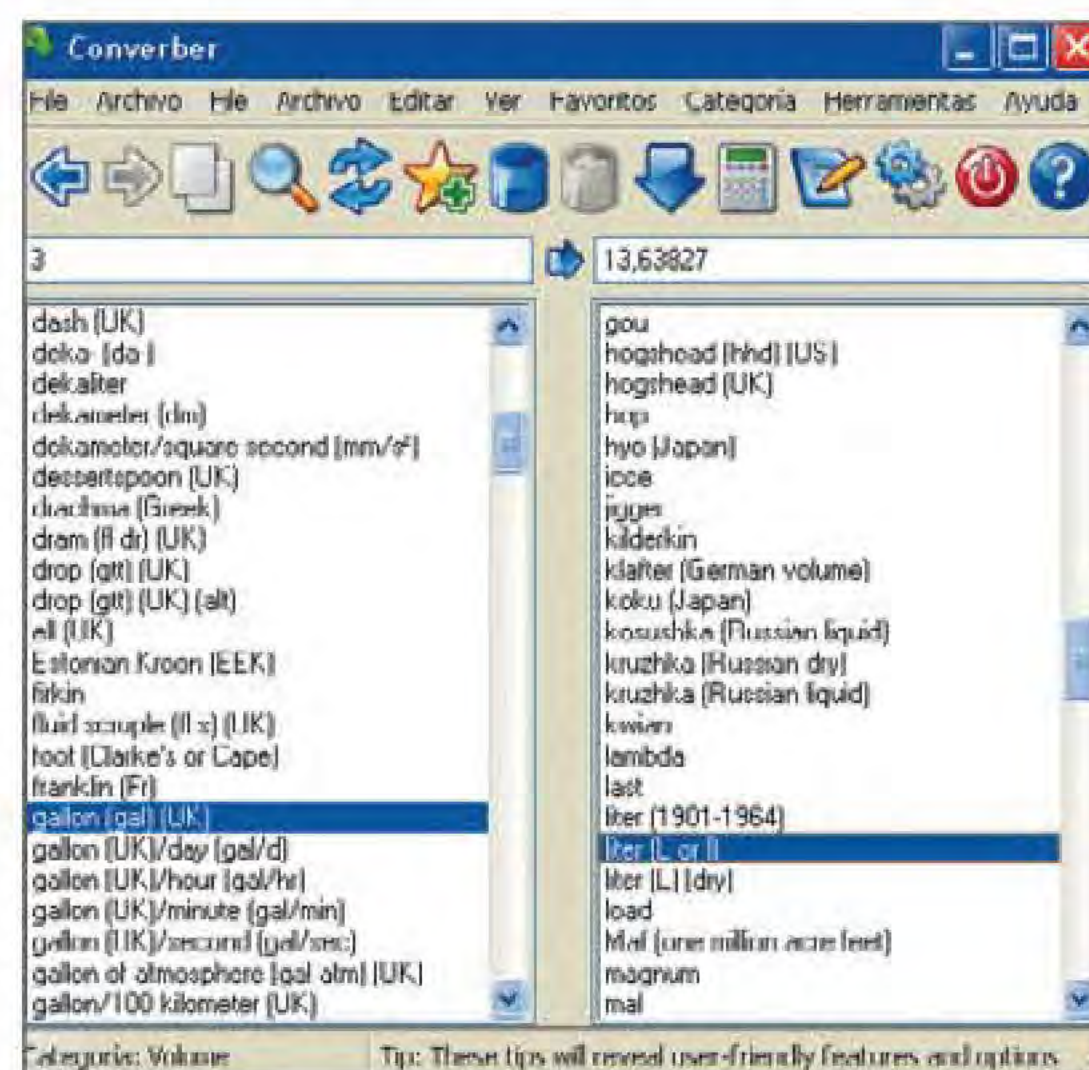 Converber
File Archivo File Archivo Editar Ver Favoritos Categoria Herramientas Ayuda
3
13,63827
dash (UK)
deka- [da-]
dekaliter
dekameter (dm)
dekameter/square second [mm/s²]
dessertspoon (UK)
drachma (Greek)
dram (fl dr) (UK)
drop (gtt) (UK)
drop (gtt) (UK) (alt)
ell (UK)
Estonian Kroon [EEK]
firkin
fluid scruple (fl s) (UK)
foot (Clarke's or Cape)
franklin (Fr)
gallon (gal) (UK)
gallon (UK)/day (gal/d)
gallon (UK)/hour (gal/hr)
gallon (UK)/minute (gal/min)
gallon (UK)/second (gal/sec)
gallon of atmosphere [gal atm] (UK)
gallon/100 kilometer (UK)
gou
hogshead (hhd) (US)
hogshead (UK)
hop
hyo (Japan)
icce
jigger
kilderkin
klafter (German volume)
koku (Japan)
kosushka (Russian liquid)
kruzhka (Russian dry)
kruzhka (Russian liquid)
kwian
lambda
last
liter (1901-1964)
liter (L or l)
liter (L) (dry)
load
Maf (one million acre feet)
magnum
mal
Categoria: Volume
Tip: These tips will reveal user-friendly features and options